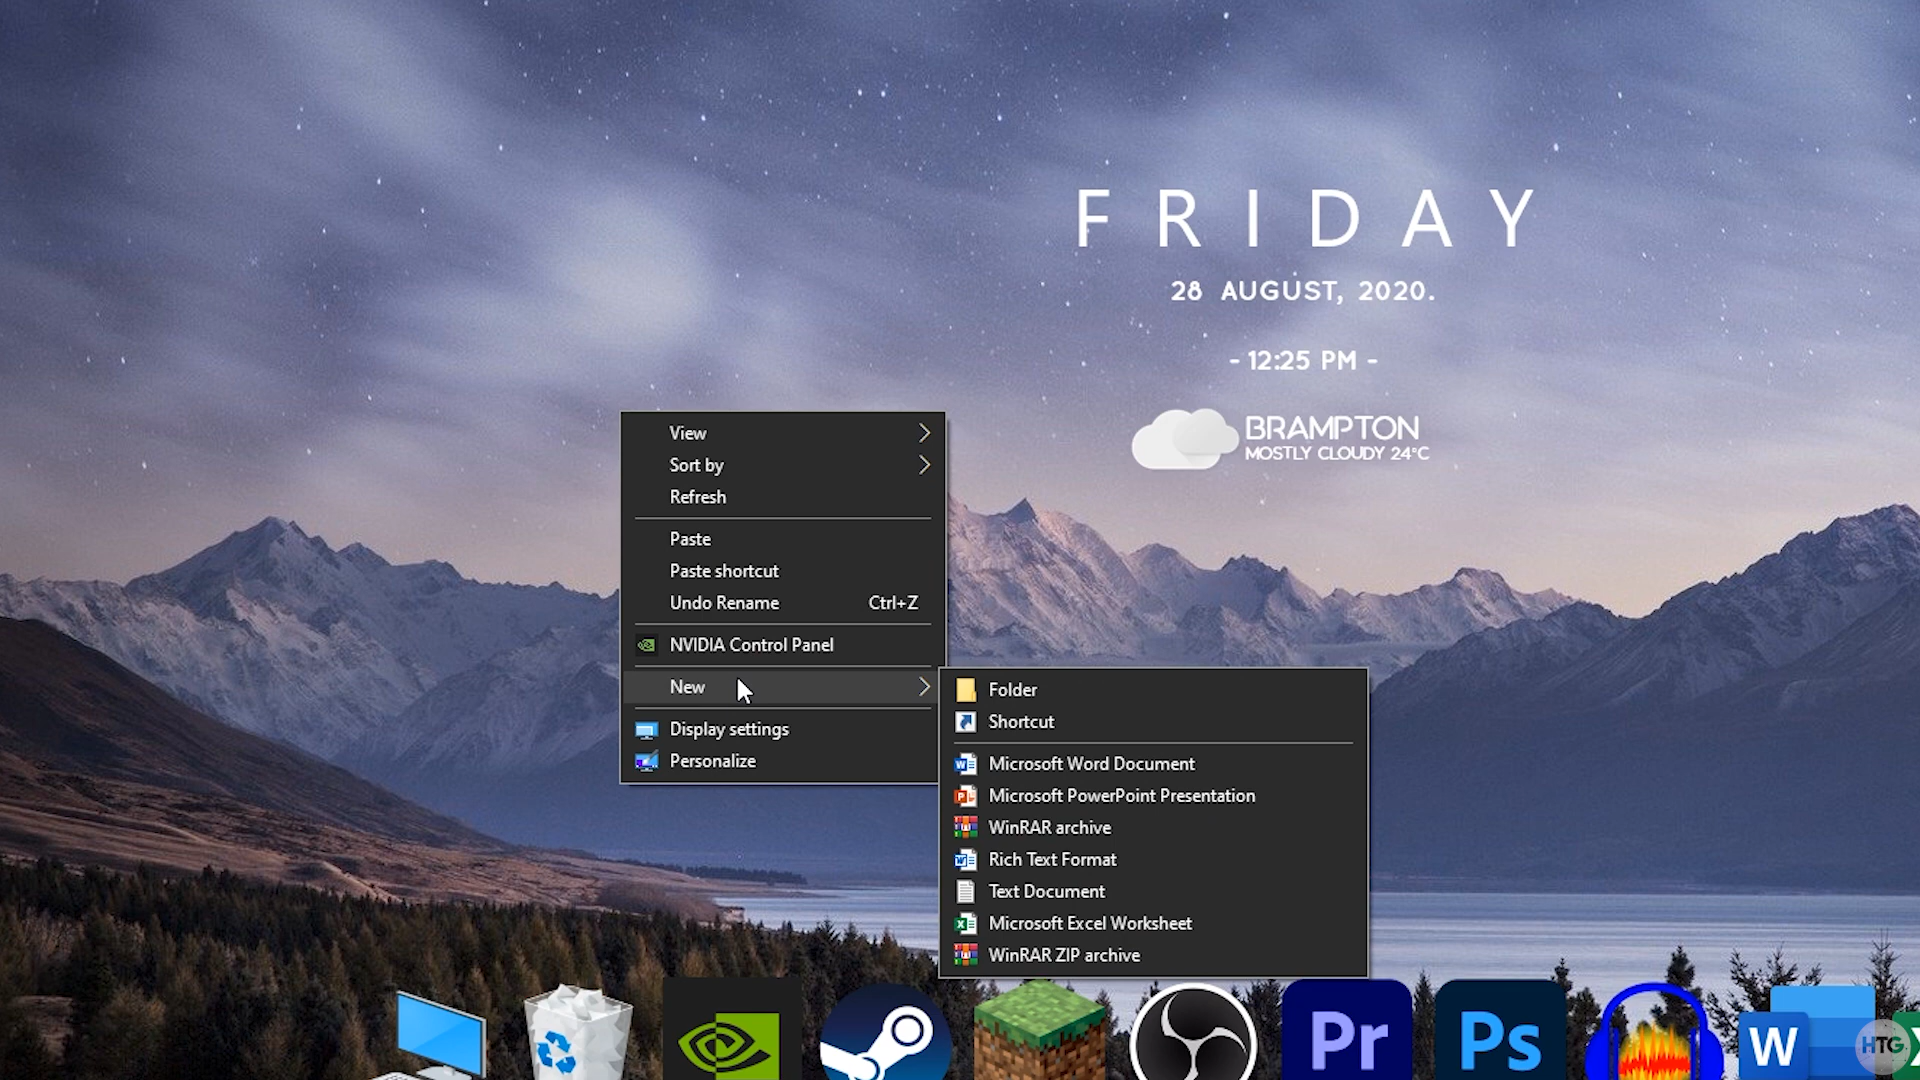 FRIDAY
28 AUGUST, 2020.
- 12:25 PM -
BRAMPTON
MOSTLY CLOUDY 24°C
View
Sort by
Refresh
Paste
Paste shortcut
Undo Rename Ctrl+Z
NVIDIA Control Panel
New
Display settings
Personalize
Folder
Shortcut
Microsoft Word Document
Microsoft PowerPoint Presentation
WinRAR archive
Rich Text Format
Text Document
Microsoft Excel Worksheet
WinRAR ZIP archive
Pr
Ps
W
HTG